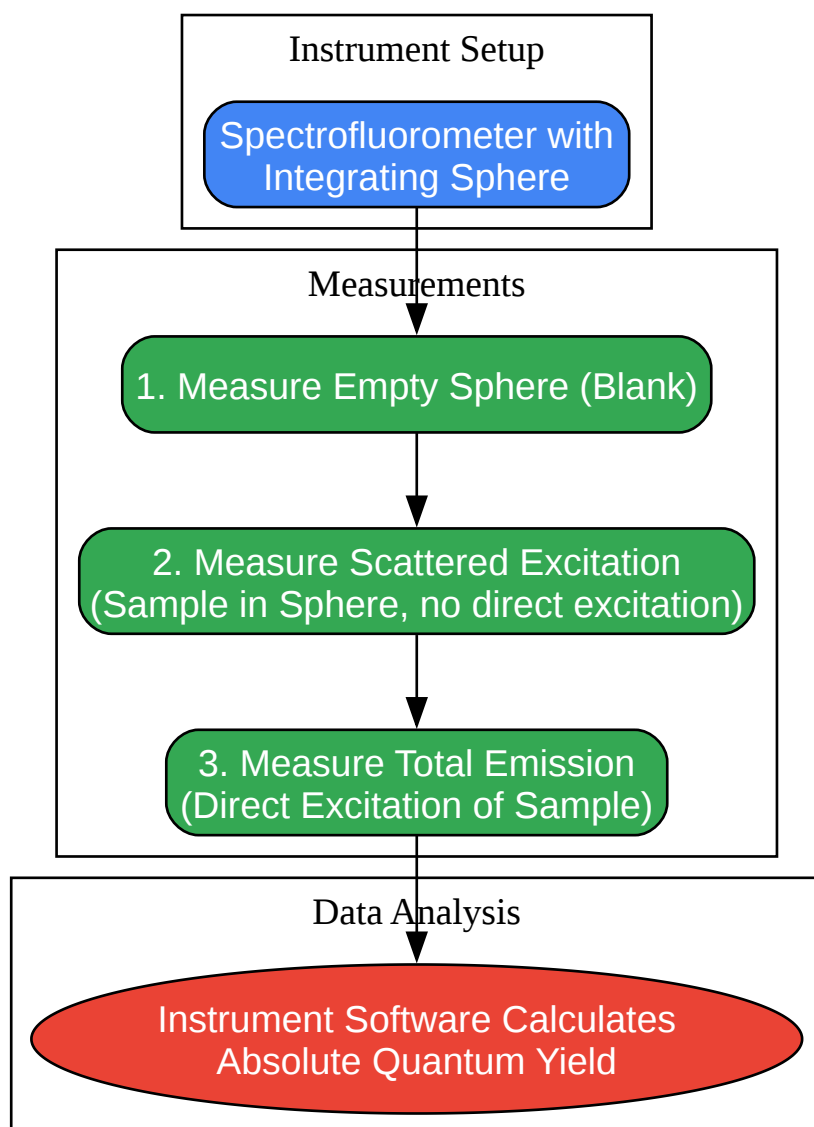 Instrument Setup
Spectrofluorometer with
Integrating Sphere
Measurements
1. Measure Empty Sphere (Blank)
2. Measure Scattered Excitation
(Sample in Sphere, no direct excitation)
3. Measure Total Emission
(Direct Excitation of Sample)
Data Analysis
Instrument Software Calculates
Absolute Quantum Yield